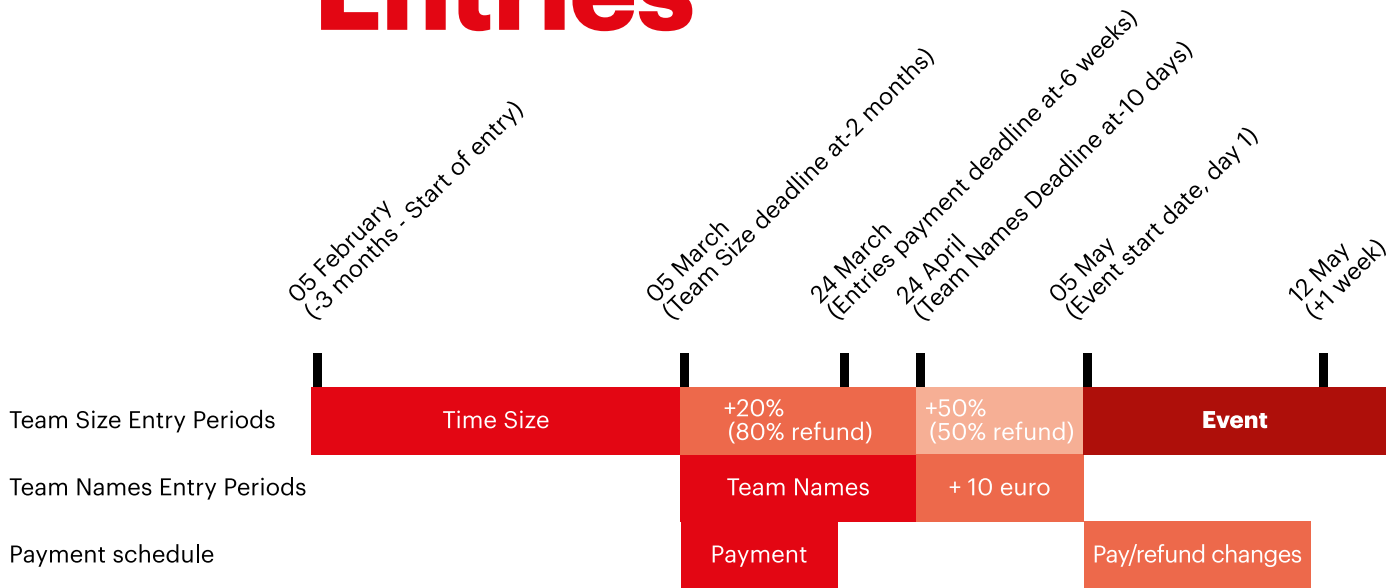 Entries
05 February
(-3 months - Start of entry)
05 March
(Team Size deadline at-2 months)
24 March
(Entries payment deadline at-6 weeks)
24 April
(Team Names Deadline at-10 days)
05 May
(Event start date, day 1)
12 May
(+1 week)
Team Size Entry Periods
Time Size
+20%
(80% refund)
+50%
(50% refund)
Event
Team Names Entry Periods
Team Names
+ 10 euro
Payment schedule
Payment
Pay/refund changes